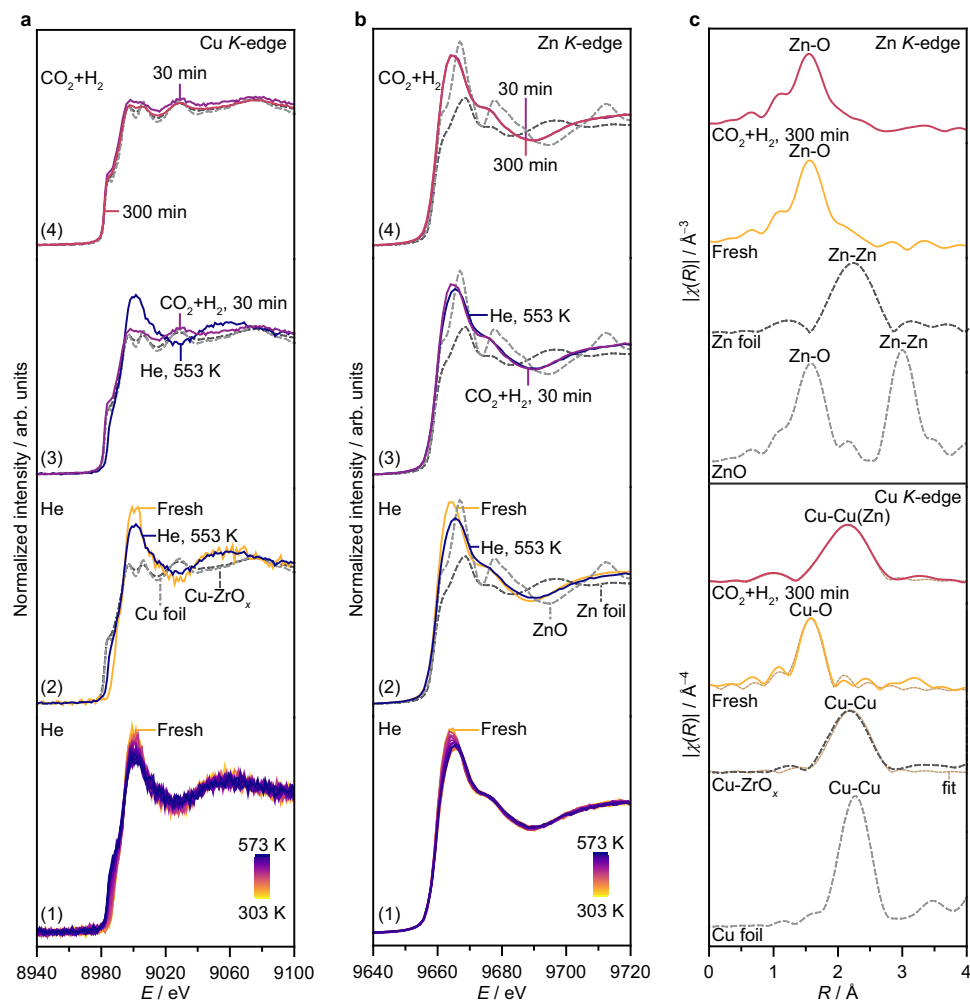 a
Normalized intensity / arb. units
Cu K-edge
CO₂+H₂
30 min
300 min
(4)
CO₂+H₂, 30 min
He, 553 K
(3)
He
Fresh
He, 553 K
Cu-ZrOₓ
Cu foil
(2)
He
Fresh
573 K
303 K
(1)
8940 8980 9020 9060 9100
E / eV
b
Normalized intensity / arb. units
Zn K-edge
CO₂+H₂
30 min
300 min
(4)
He, 553 K
CO₂+H₂, 30 min
(3)
He
Fresh
He, 553 K
Zn foil
ZnO
(2)
He
Fresh
573 K
303 K
(1)
9640 9660 9680 9700 9720
E / eV
c
|χ(R)| / Å⁻³
Zn K-edge
Zn-O
CO₂+H₂, 300 min
Zn-O
Fresh
Zn-Zn
Zn foil
Zn-O
Zn-Zn
ZnO
|χ(R)| / Å⁻⁴
Cu K-edge
Cu-Cu(Zn)
CO₂+H₂, 300 min
Cu-O
Fresh
Cu-Cu
Cu-ZrOₓ
fit
Cu-Cu
Cu foil
0 1 2 3 4
R / Å